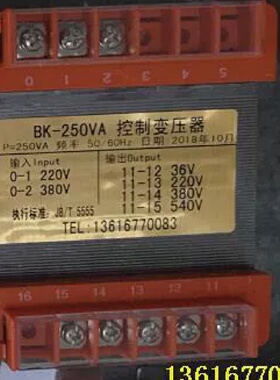 0 1 2 3 4 5
BK-250VA 控制变压器
P=250VA 频率 50/60Hz 日期 2018年10月
输入Input 输出Output
0-1 220V 11-12 36V
0-2 380V 11-13 220V
11-14 380V
执行标准: JB/T 5555 11-15 540V
TEL:13616770083
16 15 14 13 12 11
13616770